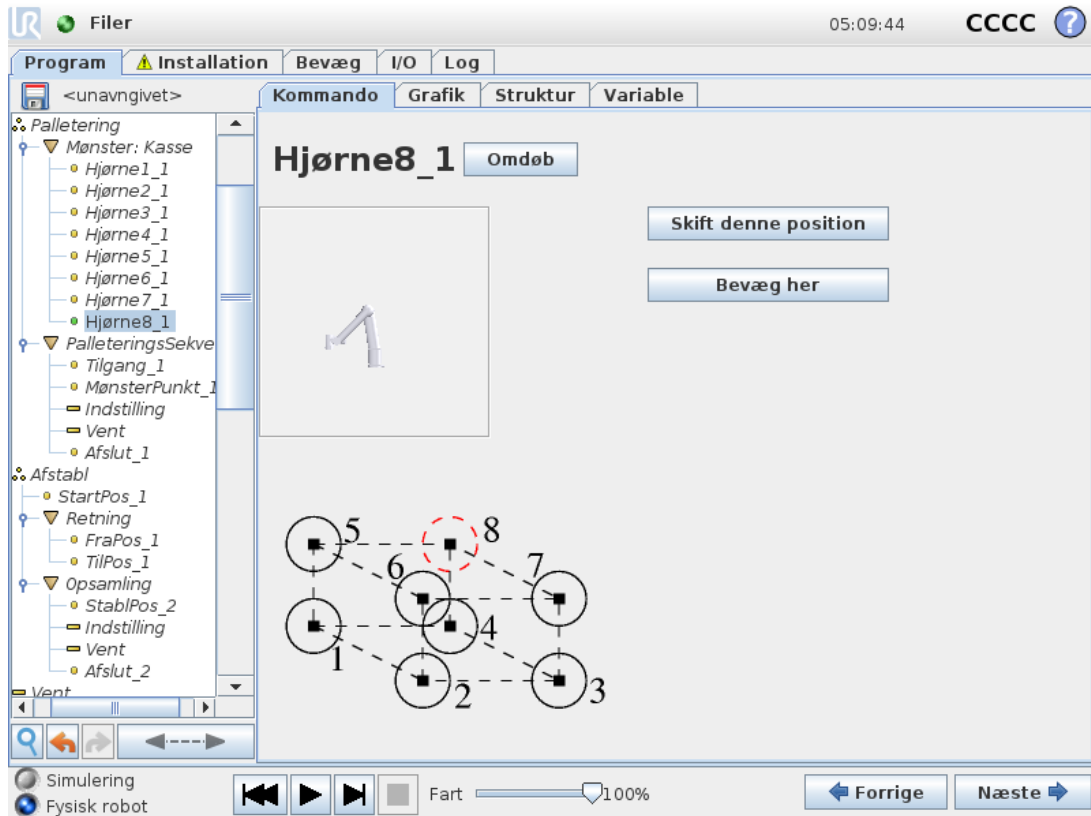 UR Filer 05:09:44 CCCC ?
Program Installation Bevæg I/O Log
<unavngivet>
Kommando Grafik Struktur Variable
Palletering
Mønster: Kasse
Hjørne1_1
Hjørne2_1
Hjørne3_1
Hjørne4_1
Hjørne5_1
Hjørne6_1
Hjørne7_1
Hjørne8_1
PalleteringsSekve
Tilgang_1
MønsterPunkt_1
Indstilling
Vent
Afslut_1
Afstabl
StartPos_1
Retning
FraPos_1
TilPos_1
Opsamling
StablPos_2
Indstilling
Vent
Afslut_2
Vent
Hjørne8_1 Omdøb
Skift denne position
Bevæg her
5 8
6 7
1 4
2 3
Simulering
Fysisk robot
Fart 100%
Forrige Næste